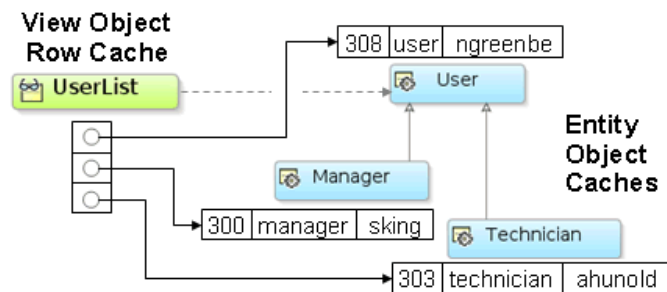 View Object
Row Cache
308 user ngreenbe
UserList
User
Entity
Object
Caches
Manager
300 manager sking
Technician
303 technician ahunold